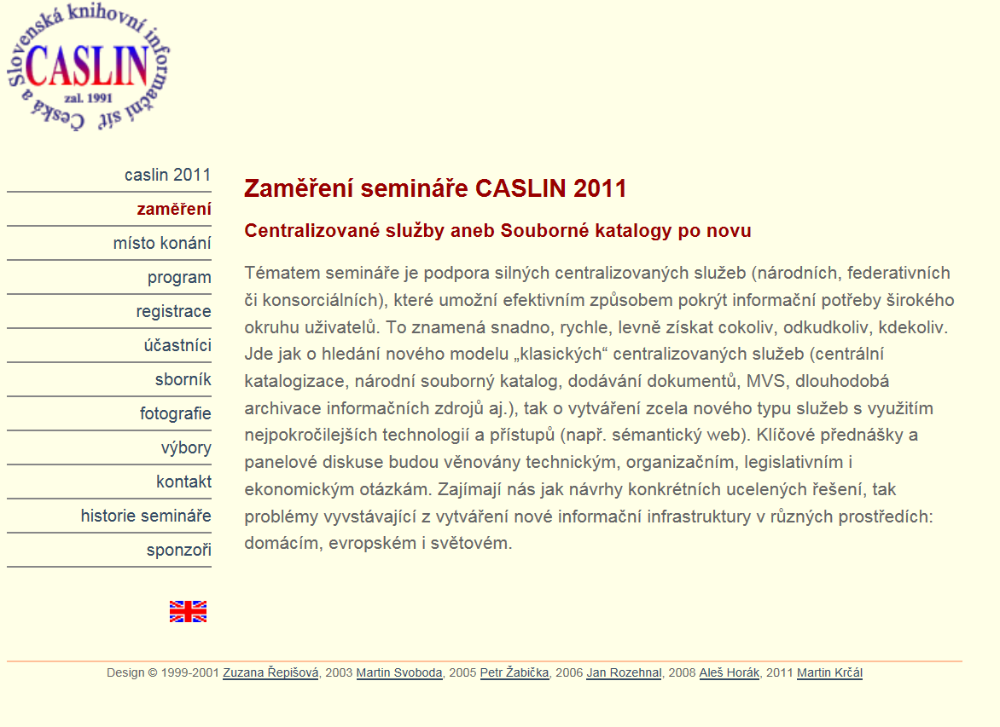 Česká a Slovenská knihovní informační síť
CASLIN
zal. 1991
caslin 2011
zaměření
místo konání
program
registrace
účastníci
sborník
fotografie
výbory
kontakt
historie semináře
sponzoři
Zaměření semináře CASLIN 2011
Centralizované služby aneb Souborné katalogy po novu
Tématem semináře je podpora silných centralizovaných služeb (národních, federativních
či konsorciálních), které umožní efektivním způsobem pokrýt informační potřeby širokého
okruhu uživatelů. To znamená snadno, rychle, levně získat cokoliv, odkudkoliv, kdekoliv.
Jde jak o hledání nového modelu „klasických“ centralizovaných služeb (centrální
katalogizace, národní souborný katalog, dodávání dokumentů, MVS, dlouhodobá
archivace informačních zdrojů aj.), tak o vytváření zcela nového typu služeb s využitím
nejpokročilejších technologií a přístupů (např. sémantický web). Klíčové přednášky a
panelové diskuse budou věnovány technickým, organizačním, legislativním i
ekonomickým otázkám. Zajímají nás jak návrhy konkrétních ucelených řešení, tak
problémy vyvstávající z vytváření nové informační infrastruktury v různých prostředích:
domácím, evropském i světovém.
Design © 1999-2001 Zuzana Řepišová, 2003 Martin Svoboda, 2005 Petr Žabička, 2006 Jan Rozehnal, 2008 Aleš Horák, 2011 Martin Krčál